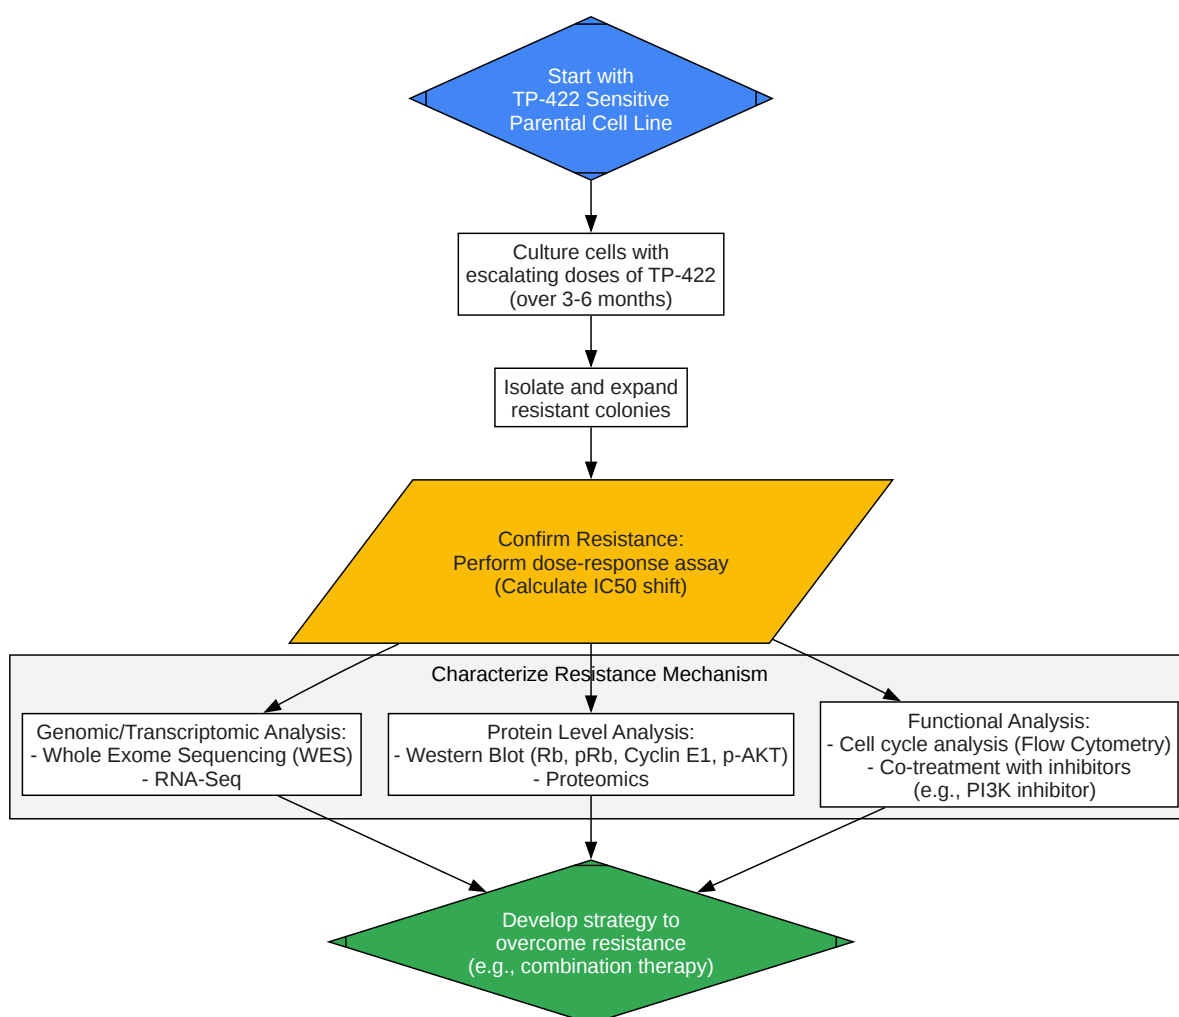 Start with
TP-422 Sensitive
Parental Cell Line
Culture cells with
escalating doses of TP-422
(over 3-6 months)
Isolate and expand
resistant colonies
Confirm Resistance:
Perform dose-response assay
(Calculate IC50 shift)
Characterize Resistance Mechanism
Genomic/Transcriptomic Analysis:
- Whole Exome Sequencing (WES)
- RNA-Seq
Protein Level Analysis:
- Western Blot (Rb, pRb, Cyclin E1, p-AKT)
- Proteomics
Functional Analysis:
- Cell cycle analysis (Flow Cytometry)
- Co-treatment with inhibitors
(e.g., PI3K inhibitor)
Develop strategy to
overcome resistance
(e.g., combination therapy)